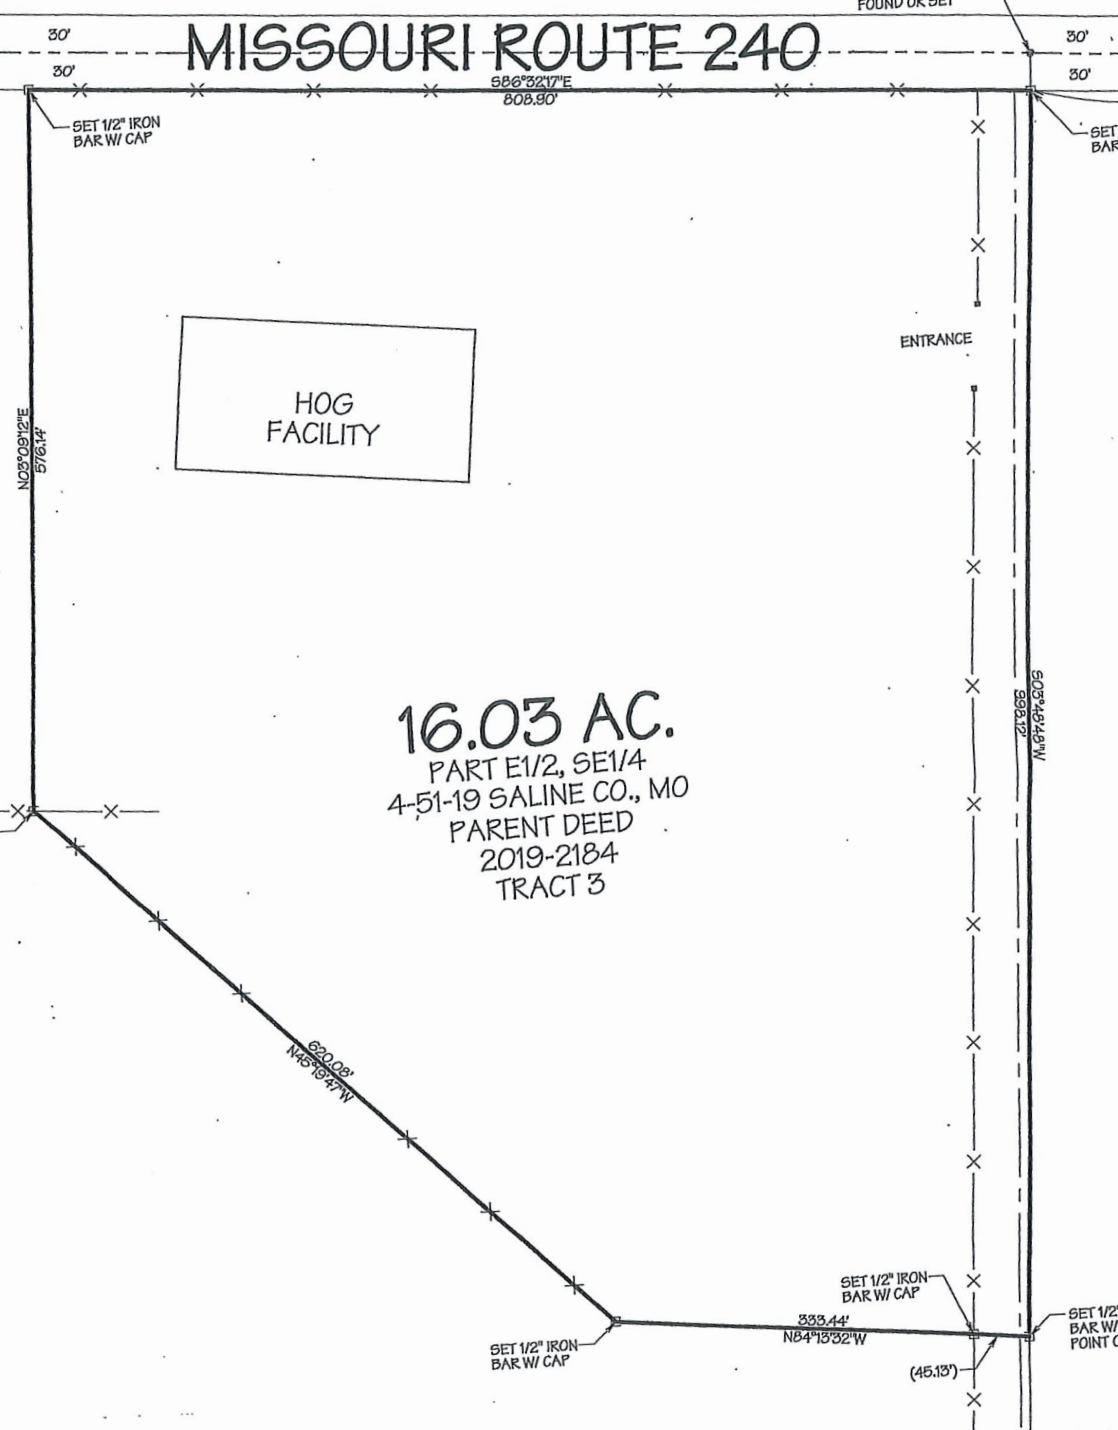 FOUND OR SET
30'
MISSOURI ROUTE 240
30'
30'
30'
S86°32'17"E
808.90'
SET 1/2" IRON
BAR W/ CAP
SET
BAR
ENTRANCE
HOG
FACILITY
N03°09'12"E
576.14'
S03°48'48"W
998.12'
16.03 AC.
PART E1/2, SE1/4
4-51-19 SALINE CO., MO
PARENT DEED
2019-2184
TRACT 3
620.08'
N45°19'47"W
SET 1/2" IRON
BAR W/ CAP
333.44'
N84°13'32"W
SET 1/2"
BAR W/
POINT
SET 1/2" IRON
BAR W/ CAP
(45.13')